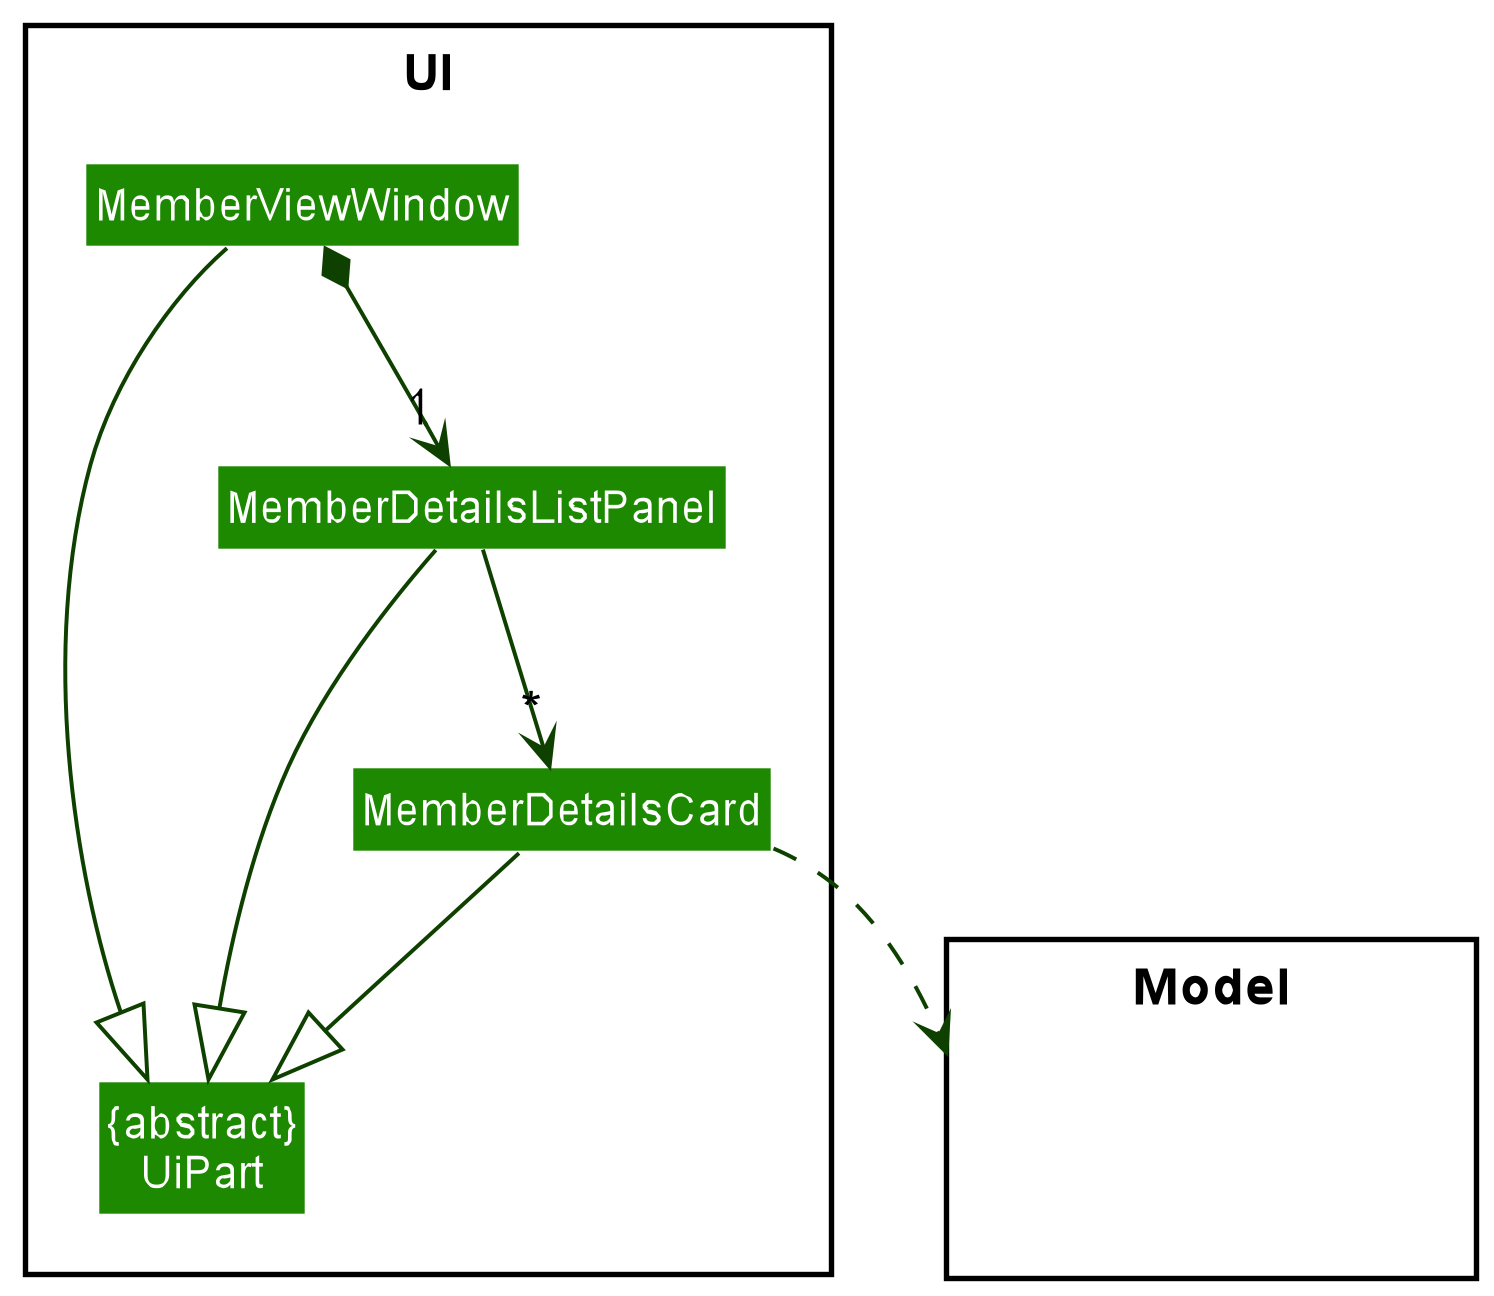 UI
MemberViewWindow
1
MemberDetailsListPanel
*
MemberDetailsCard
Model
{abstract}
UiPart